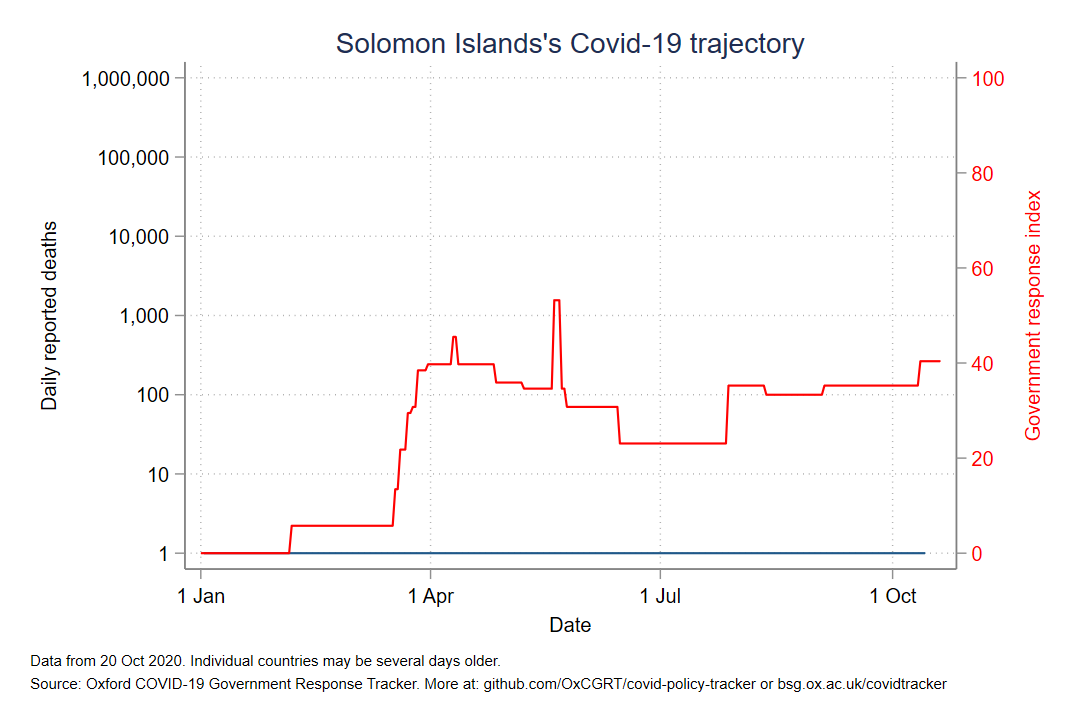 Solomon Islands's Covid-19 trajectory
1,000,000
100,000
10,000
1,000
100
10
1
Daily reported deaths
100
80
60
40
20
0
Government response index
1 Jan
1 Apr
1 Jul
1 Oct
Date
Data from 20 Oct 2020. Individual countries may be several days older.
Source: Oxford COVID-19 Government Response Tracker. More at: github.com/OxCGRT/covid-policy-tracker or bsg.ox.ac.uk/covidtracker